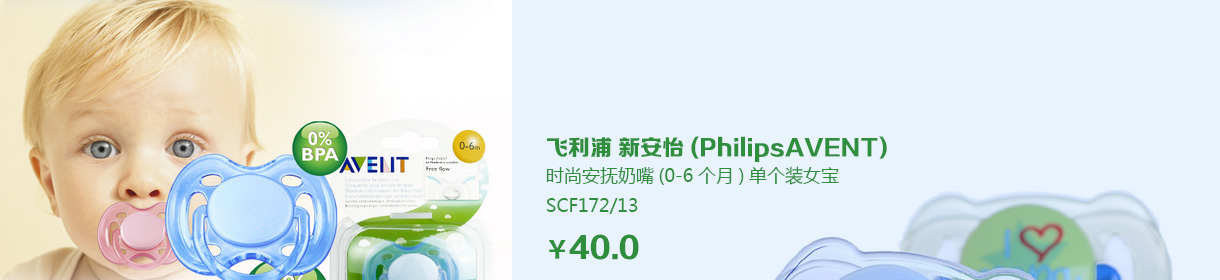 0%
BPA
AVENT
0-6m
Free flow
飞利浦 新安怡 (PhilipsAVENT)
时尚安抚奶嘴 (0-6 个月 ) 单个装女宝
SCF172/13
￥40.0
I